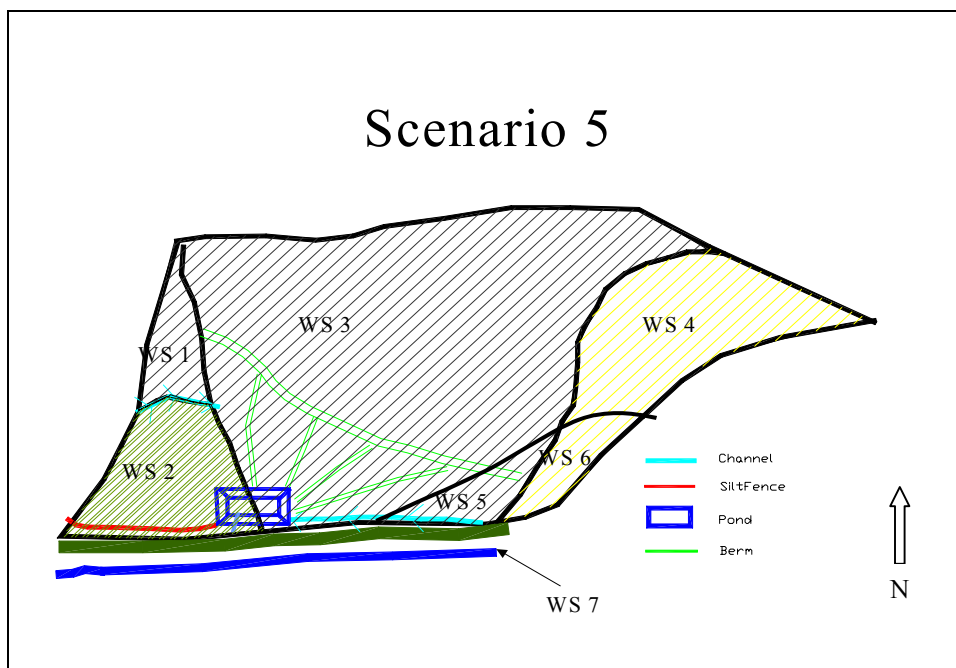 Scenario 5
WS 3
WS 4
WS 1
WS 2
WS 6
WS 5
Channel
SiltFence
Pond
Berm
N
WS 7